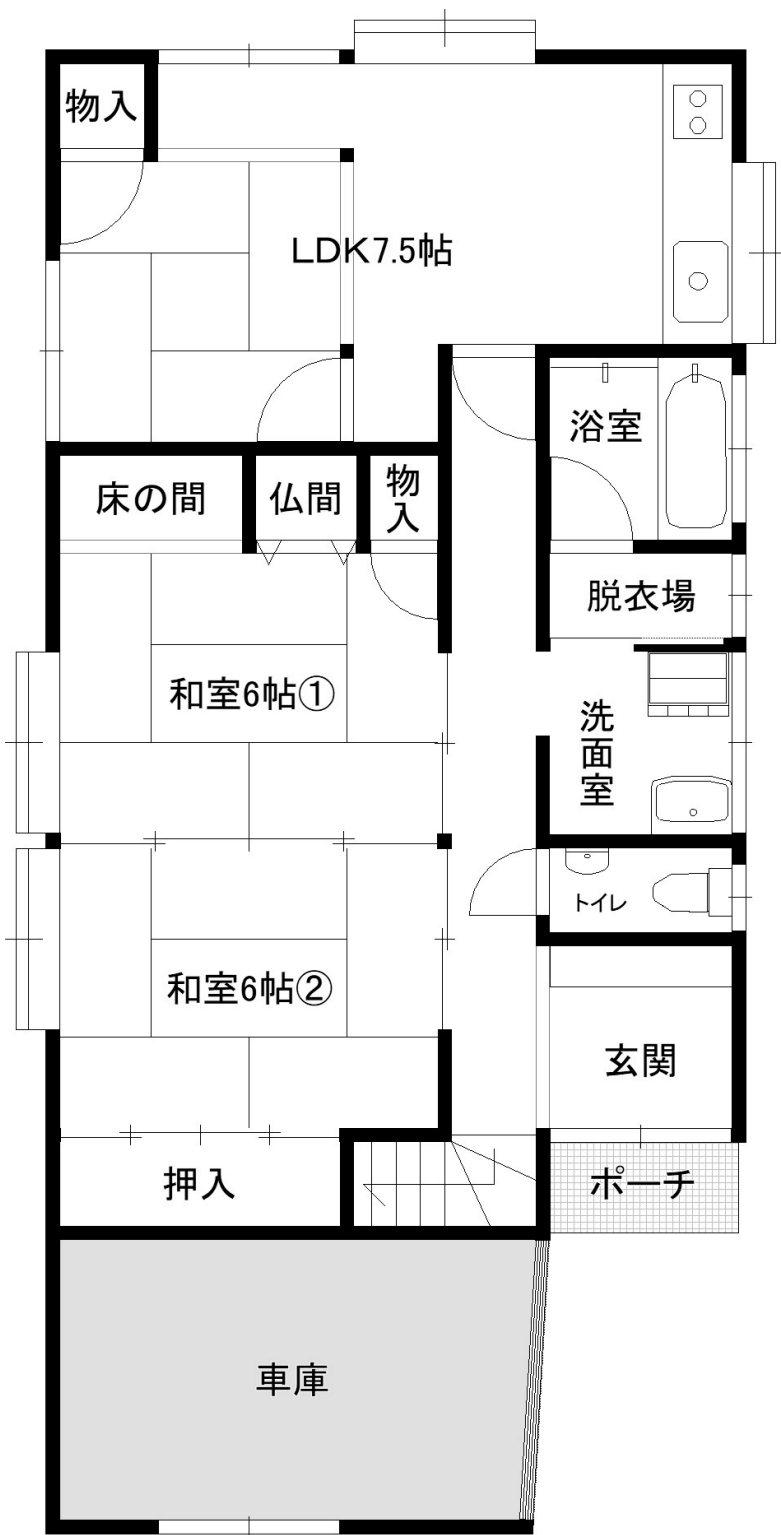 物入
LDK7.5帖
浴室
床の間
仏間
物入
脱衣場
和室6帖①
洗面室
トイレ
和室6帖②
玄関
押入
ポーチ
車庫